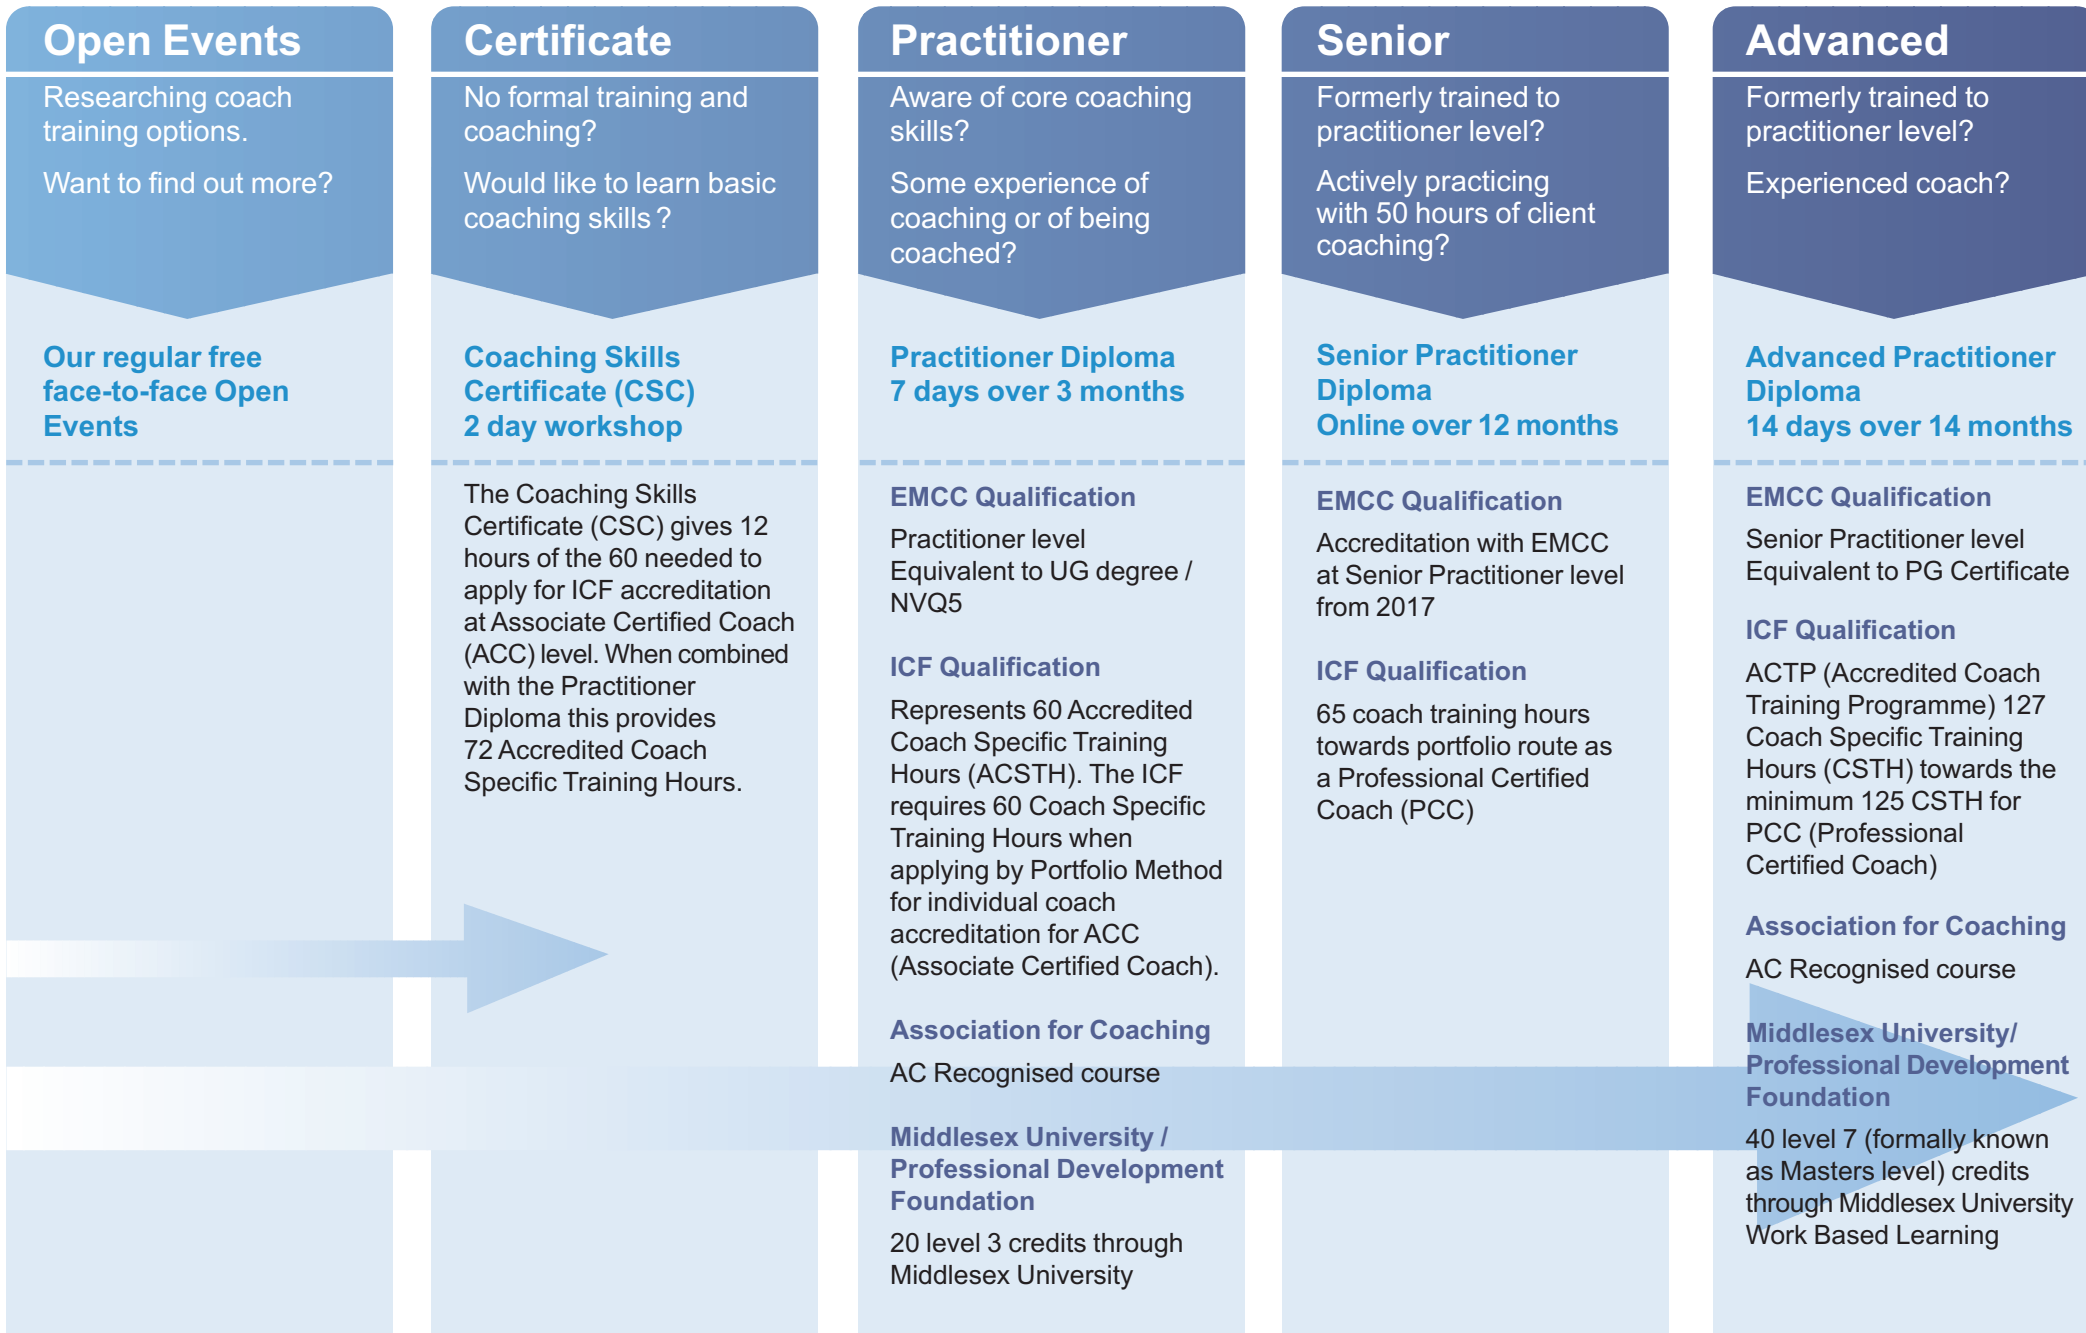 Open Events
Researching coach
training options.
Want to find out more?
Our regular free
face-to-face Open
Events
Certificate
No formal training and
coaching?
Would like to learn basic
coaching skills ?
Coaching Skills
Certificate (CSC)
2 day workshop
The Coaching Skills
Certificate (CSC) gives 12
hours of the 60 needed to
apply for ICF accreditation
at Associate Certified Coach
(ACC) level. When combined
with the Practitioner
Diploma this provides
72 Accredited Coach
Specific Training Hours.
Practitioner
Aware of core coaching
skills?
Some experience of
coaching or of being
coached?
Practitioner Diploma
7 days over 3 months
EMCC Qualification
Practitioner level
Equivalent to UG degree /
NVQ5
ICF Qualification
Represents 60 Accredited
Coach Specific Training
Hours (ACSTH). The ICF
requires 60 Coach Specific
Training Hours when
applying by Portfolio Method
for individual coach
accreditation for ACC
(Associate Certified Coach).
Association for Coaching
AC Recognised course
Middlesex University /
Professional Development
Foundation
20 level 3 credits through
Middlesex University
Senior
Formerly trained to
practitioner level?
Actively practicing
with 50 hours of client
coaching?
Senior Practitioner
Diploma
Online over 12 months
EMCC Qualification
Accreditation with EMCC
at Senior Practitioner level
from 2017
ICF Qualification
65 coach training hours
towards portfolio route as
a Professional Certified
Coach (PCC)
Advanced
Formerly trained to
practitioner level?
Experienced coach?
Advanced Practitioner
Diploma
14 days over 14 months
EMCC Qualification
Senior Practitioner level
Equivalent to PG Certificate
ICF Qualification
ACTP (Accredited Coach
Training Programme) 127
Coach Specific Training
Hours (CSTH) towards the
minimum 125 CSTH for
PCC (Professional
Certified Coach)
Association for Coaching
AC Recognised course
Middlesex University/
Professional Development
Foundation
40 level 7 (formally known
as Masters level) credits
through Middlesex University
Work Based Learning